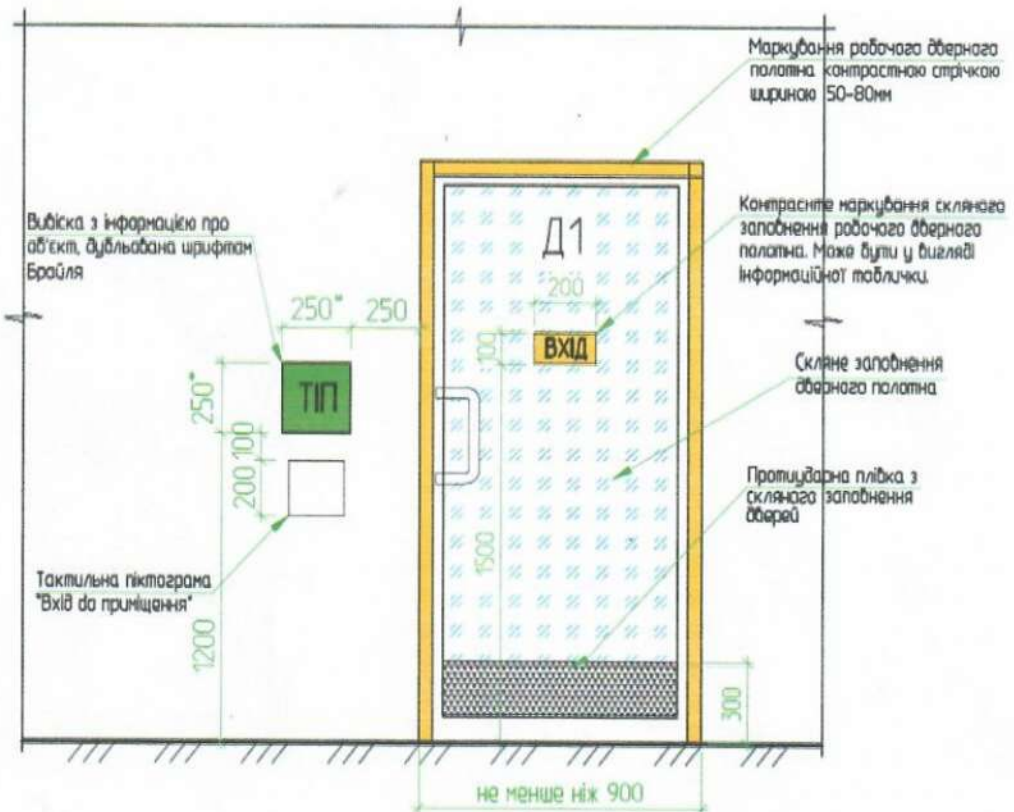 Маркування робочого дверного
полотна контрастною стрічкою
шириною 50-80мм
Вивіска з інформацією про
об'єкт, дубльована шрифтам
Брайля
Контраснте маркування скляного
заповнення робочого дверного
полотна. Може бути у вигляді
інформаційної таблички.
Д1
250*
250
200
100
ВХІД
Скляне заповнення
дверного полотна
250*
ТІП
100
200
Протиударна плівка з
скляного заповнення
дверей
1500
Тактильна піктограма
"Вхід до приміщення"
1200
300
не менше ніж 900